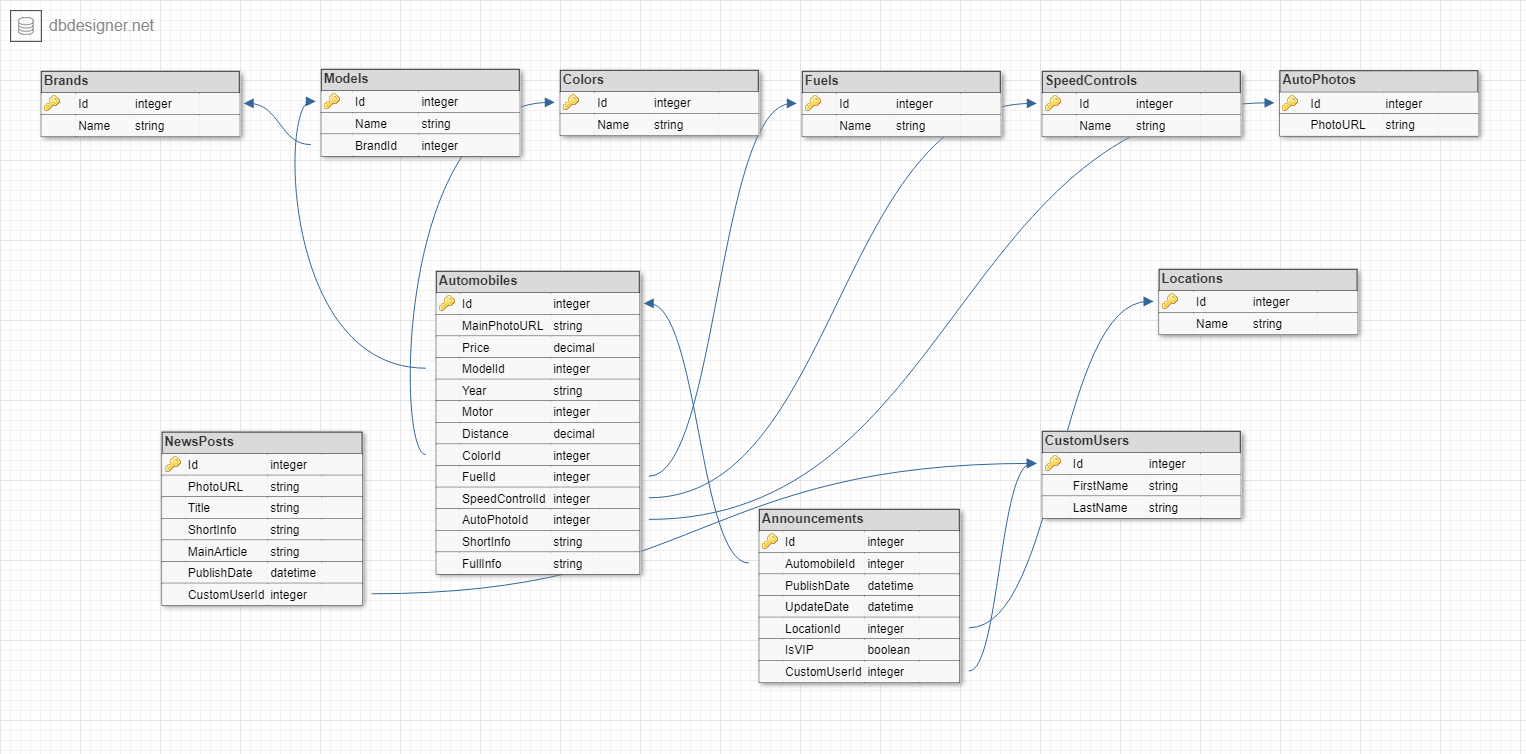 dbdesigner.net
Brands
Id integer
Name string
Models
Id integer
Name string
BrandId integer
Colors
Id integer
Name string
Fuels
Id integer
Name string
SpeedControls
Id integer
Name string
AutoPhotos
Id integer
PhotoURL string
Automobiles
Id integer
MainPhotoURL string
Price decimal
ModelId integer
Year string
Motor integer
Distance decimal
ColorId integer
FuelId integer
SpeedControlId integer
AutoPhotoId integer
ShortInfo string
FullInfo string
Locations
Id integer
Name string
NewsPosts
Id integer
PhotoURL string
Title string
ShortInfo string
MainArticle string
PublishDate datetime
CustomUserId integer
CustomUsers
Id integer
FirstName string
LastName string
Announcements
Id integer
AutomobileId integer
PublishDate datetime
UpdateDate datetime
LocationId integer
IsVIP boolean
CustomUserId integer